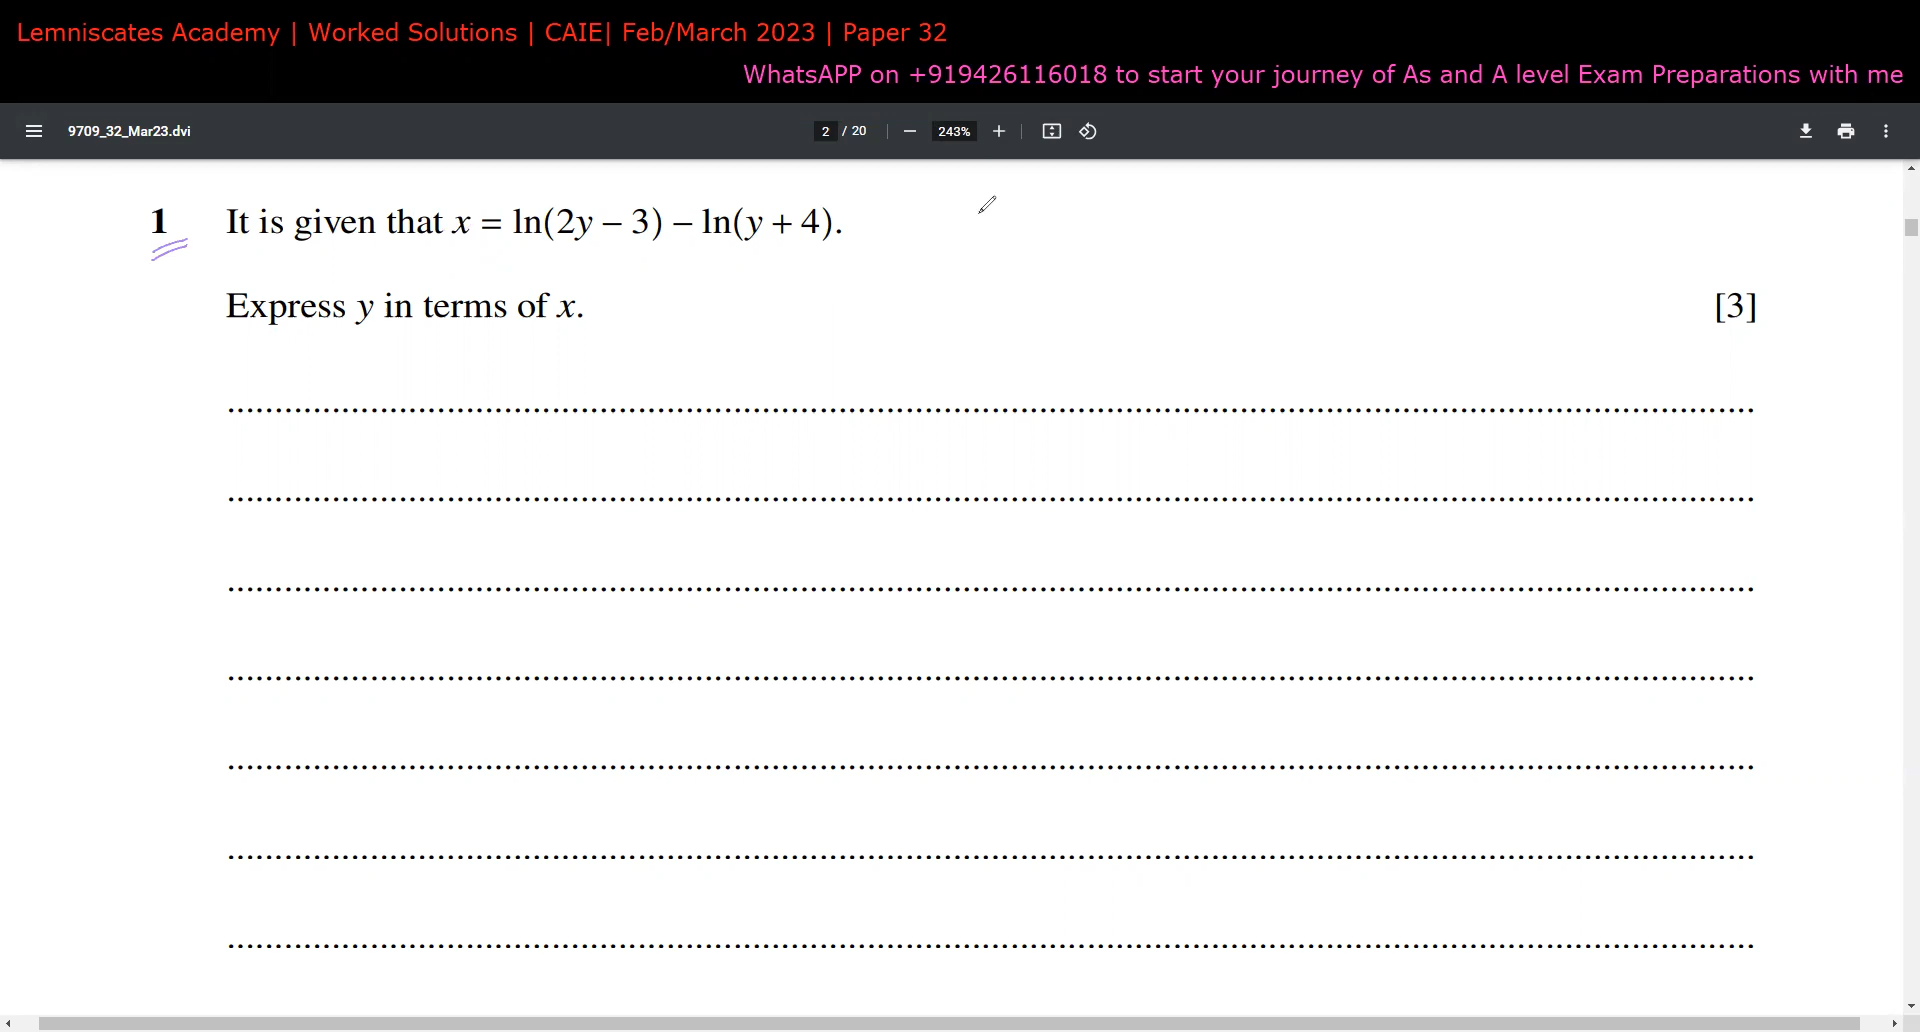 Lemniscates Academy | Worked Solutions | CAIE| Feb/March 2023 | Paper 32
WhatsAPP on +919426116018 to start your journey of As and A level Exam Preparations with me
9709_32_Mar23.dvi
2 / 20
243%
1 It is given that x = ln(2y − 3) − ln(y + 4).
Express y in terms of x. [3]